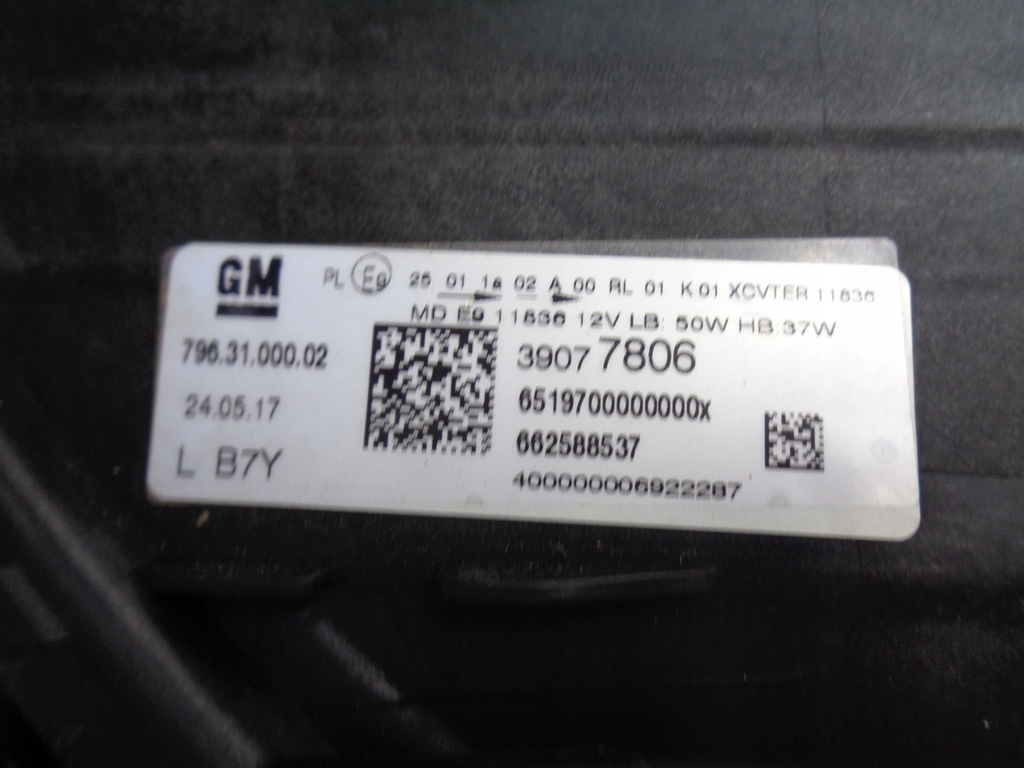 GM
PL E9 25 01 1a 02 A 00 RL 01 K 01 XCVTER 11836
MD E9 11836 12V LB: 50W HB:37W
796.31.000.02
39077806
24.05.17
6519700000000x
L B7Y
662588537
400000006922287